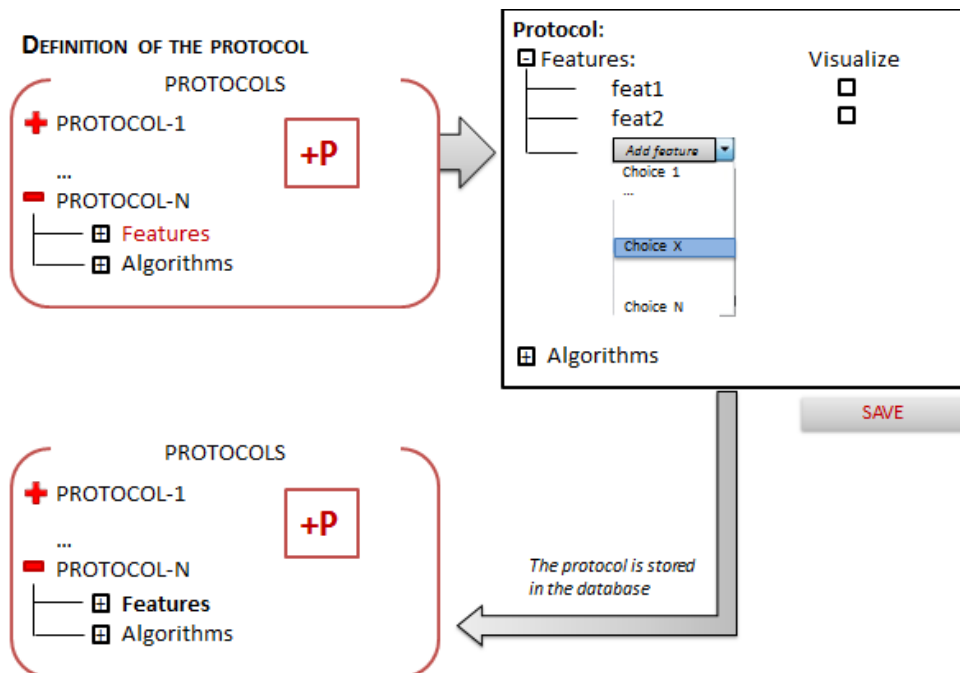 DEFINITION OF THE PROTOCOL
PROTOCOLS
PROTOCOL-1
+P
...
PROTOCOL-N
Features
Algorithms
Protocol:
Features:
Visualize
feat1
feat2
Add feature
Choice 1
...
Choice X
Choice N
Algorithms
SAVE
The protocol is stored
in the database
PROTOCOLS
PROTOCOL-1
+P
...
PROTOCOL-N
Features
Algorithms